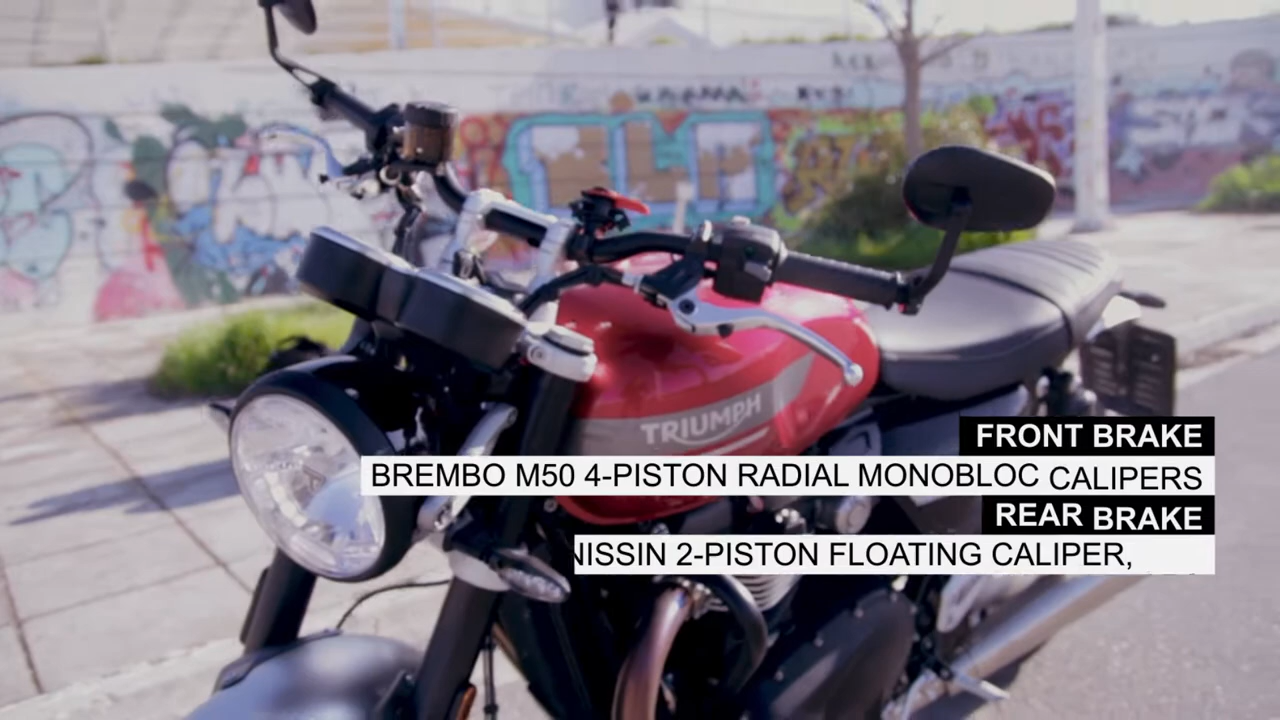 TRIUMPH
FRONT BRAKE
BREMBO M50 4-PISTON RADIAL MONOBLOC CALIPERS
REAR BRAKE
NISSIN 2-PISTON FLOATING CALIPER,